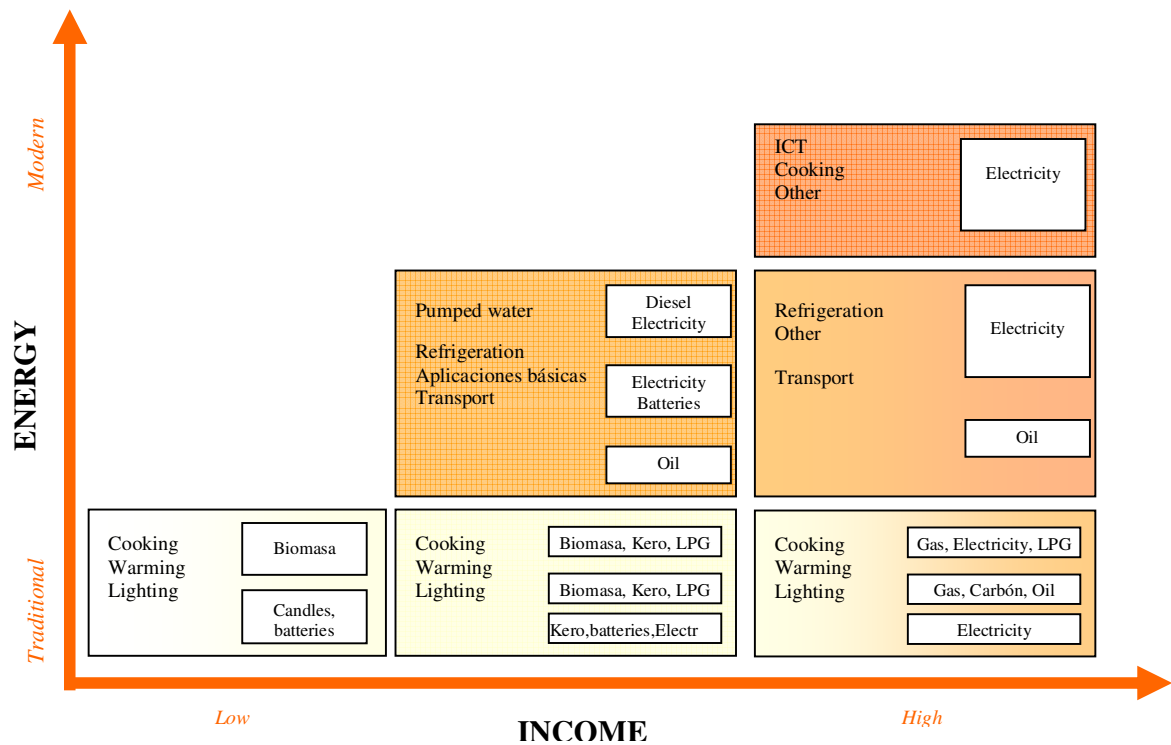 Modern
ICT
Cooking
Other
Electricity
ENERGY
Pumped water
Refrigeration
Aplicaciones básicas
Transport
Diesel
Electricity
Electricity
Batteries
Oil
Refrigeration
Other
Transport
Electricity
Oil
Traditional
Cooking
Warming
Lighting
Biomasa
Candles,
batteries
Cooking
Warming
Lighting
Biomasa, Kero, LPG
Biomasa, Kero, LPG
Kero,batteries,Electr
Cooking
Warming
Lighting
Gas, Electricity, LPG
Gas, Carbón, Oil
Electricity
Low
INCOME
High